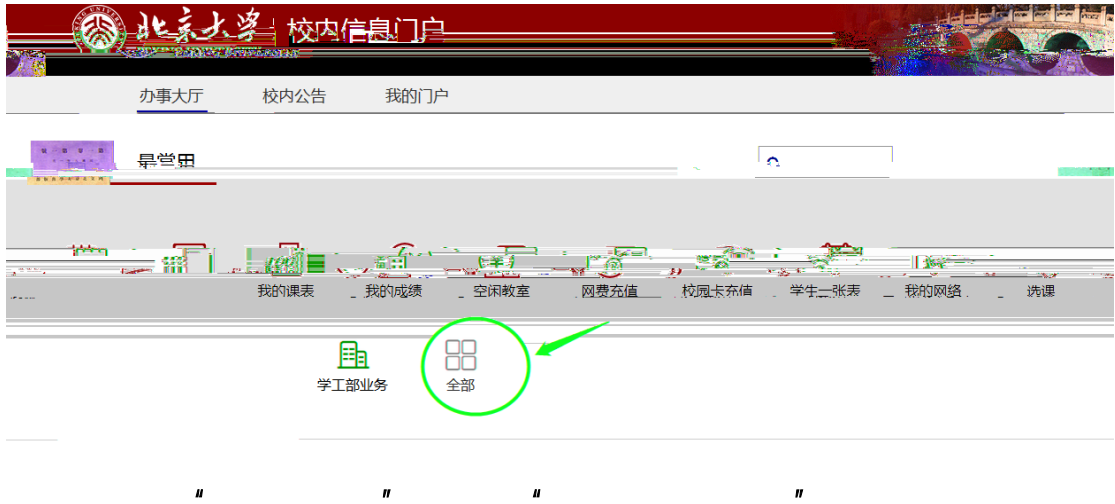 北京大学 校内信息门户
办事大厅 校内公告 我的门户
最常用
我的课表 我的成绩 空闲教室 网费充值 校园卡充值 学生一张表 我的网络 选课
学工部业务 全部
“ ” “ ”